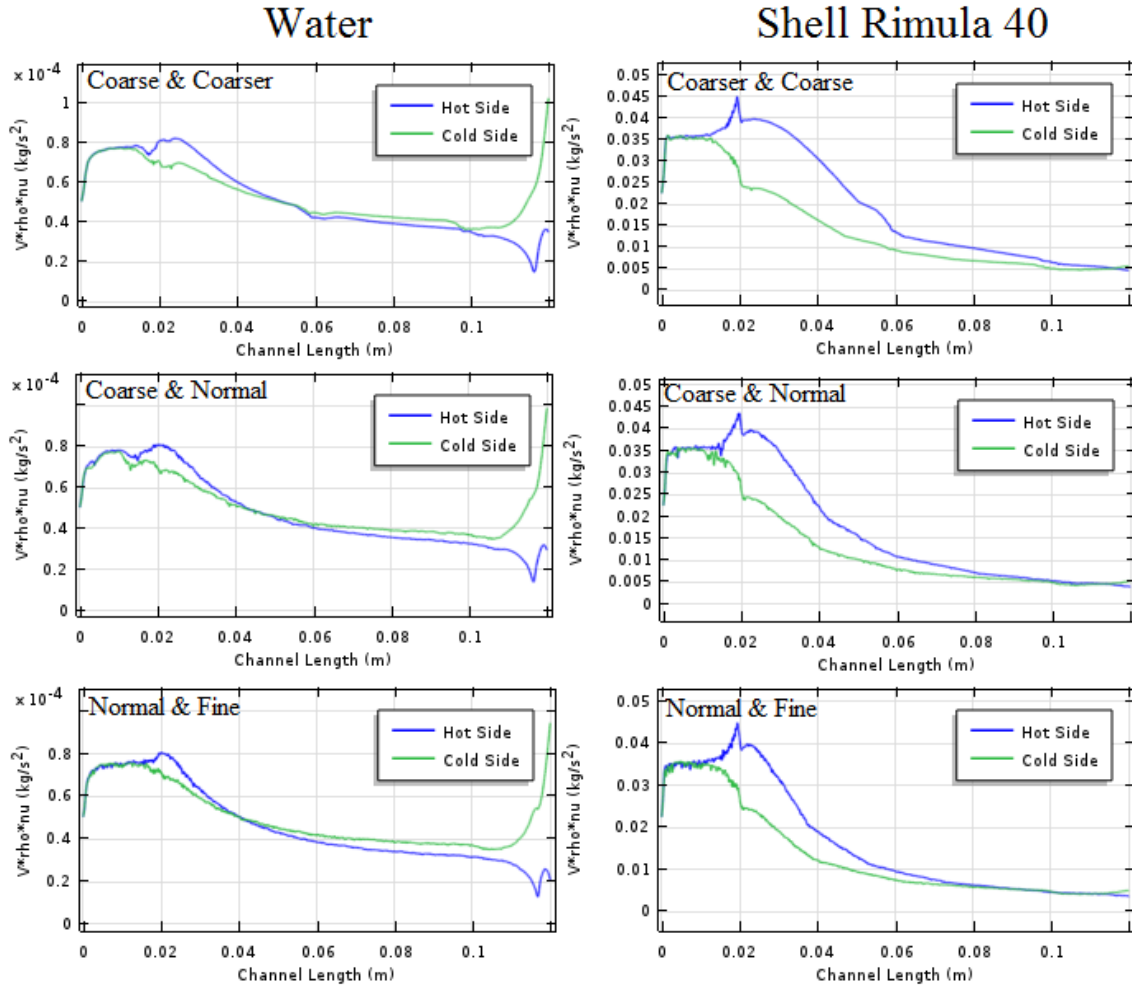 Water
Shell Rimula 40
× 10⁻⁴
Coarse & Coarser
Hot Side
Cold Side
V*rho*nu (kg/s²)
1
0.8
0.6
0.4
0.2
0
0 0.02 0.04 0.06 0.08 0.1
Channel Length (m)
Coarser & Coarse
Hot Side
Cold Side
V*rho*nu (kg/s²)
0.05
0.045
0.04
0.035
0.03
0.025
0.02
0.015
0.01
0.005
0
0 0.02 0.04 0.06 0.08 0.1
Channel Length (m)
× 10⁻⁴
Coarse & Normal
Hot Side
Cold Side
V*rho*nu (kg/s²)
0.8
0.6
0.4
0.2
0
0 0.02 0.04 0.06 0.08 0.1
Channel Length (m)
Coarse & Normal
Hot Side
Cold Side
V*rho*nu (kg/s²)
0.05
0.045
0.04
0.035
0.03
0.025
0.02
0.015
0.01
0.005
0
0 0.02 0.04 0.06 0.08 0.1
Channel Length (m)
× 10⁻⁴
Normal & Fine
Hot Side
Cold Side
V*rho*nu (kg/s²)
0.8
0.6
0.4
0.2
0
0 0.02 0.04 0.06 0.08 0.1
Channel Length (m)
Normal & Fine
Hot Side
Cold Side
V*rho*nu (kg/s²)
0.05
0.04
0.03
0.02
0.01
0
0 0.02 0.04 0.06 0.08 0.1
Channel Length (m)